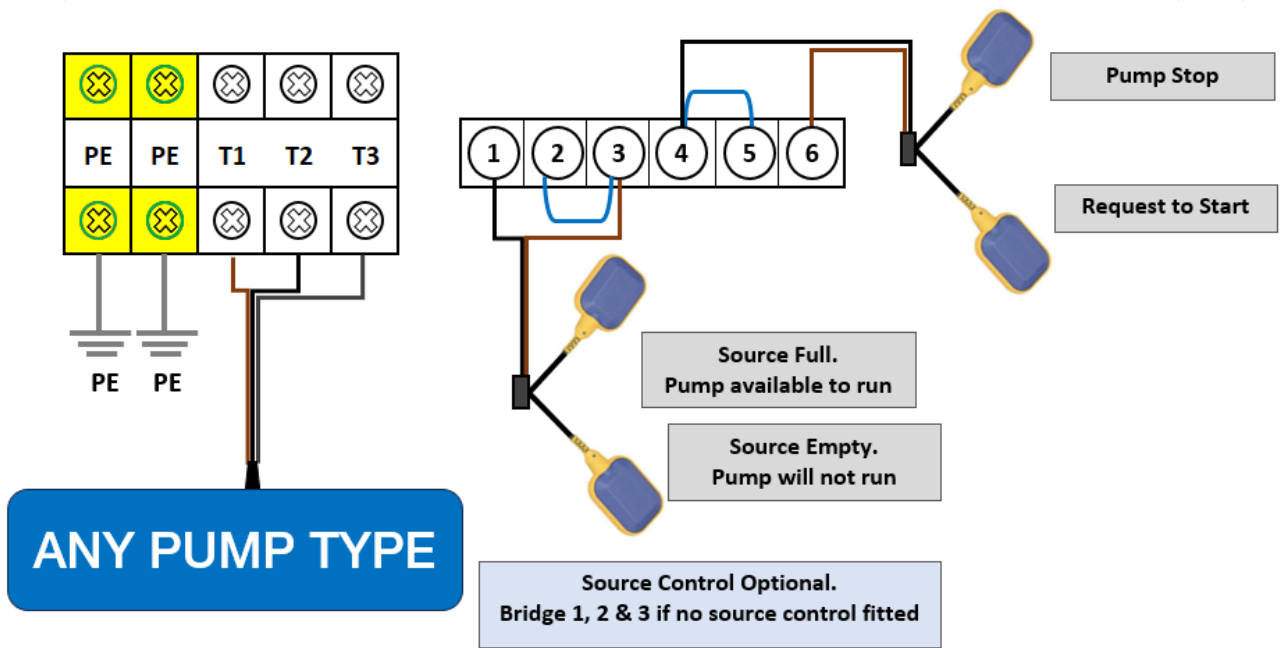 PE PE T1 T2 T3
PE PE
ANY PUMP TYPE
1 2 3 4 5 6
Pump Stop
Request to Start
Source Full.
Pump available to run
Source Empty.
Pump will not run
Source Control Optional.
Bridge 1, 2 & 3 if no source control fitted